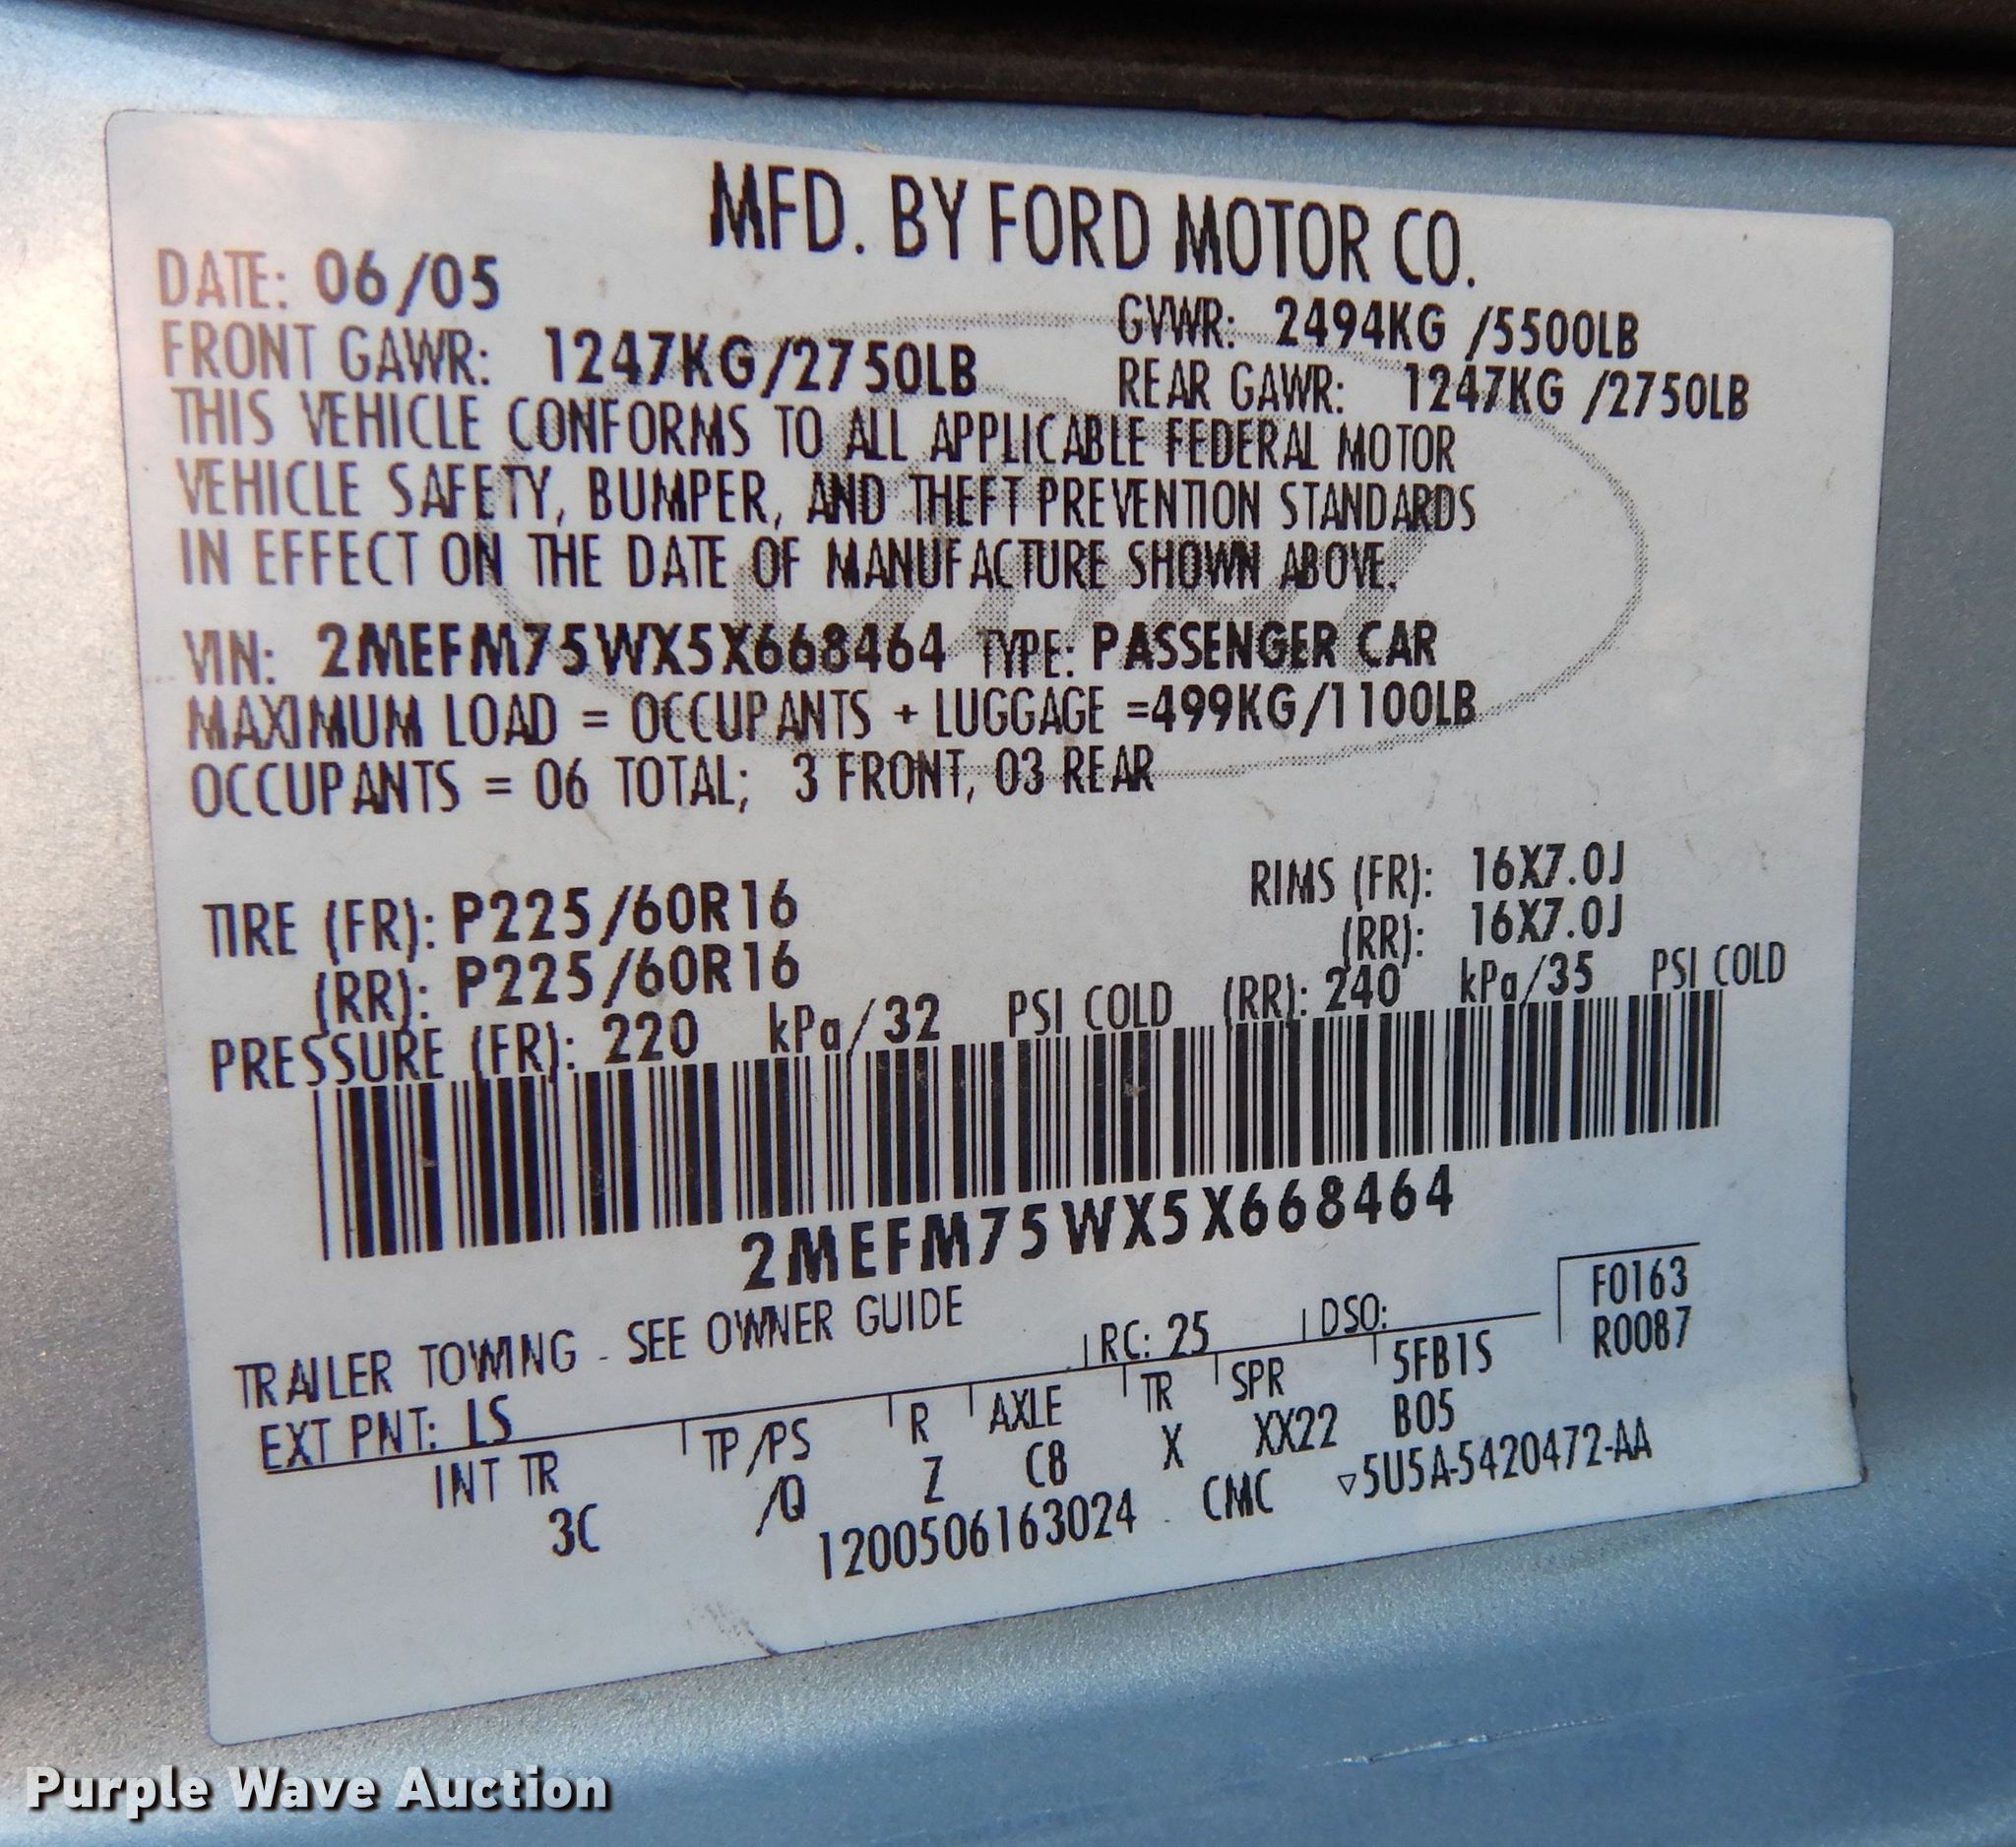 MFD. BY FORD MOTOR CO.
DATE: 06/05
GVWR: 2494KG /5500LB
FRONT GAWR: 1247KG/2750LB
REAR GAWR: 1247KG /2750LB
THIS VEHICLE CONFORMS TO ALL APPLICABLE FEDERAL MOTOR
VEHICLE SAFETY, BUMPER, AND THEFT PREVENTION STANDARDS
IN EFFECT ON THE DATE OF MANUFACTURE SHOWN ABOVE.
VIN: 2MEFM75WX5X668464 TYPE: PASSENGER CAR
MAXIMUM LOAD = OCCUPANTS + LUGGAGE =499KG/1100LB
OCCUPANTS = 06 TOTAL; 3 FRONT, 03 REAR
TIRE (FR): P225/60R16 RIMS (FR): 16X7.0J
(RR): P225/60R16 (RR): 16X7.0J
PRESSURE (FR): 220 kPa/32 PSI COLD (RR): 240 kPa/35 PSI COLD
2MEFM75WX5X668464
TRAILER TOWING - SEE OWNER GUIDE
F0163
R0087
EXT PNT: LS RC: 25 DSO:
INT TR TP/PS R AXLE TR SPR 5FB1S
3C /Q Z C8 X XX22 B05
1200506163024 CMC ▽5U5A-5420472-AA
Purple Wave Auction